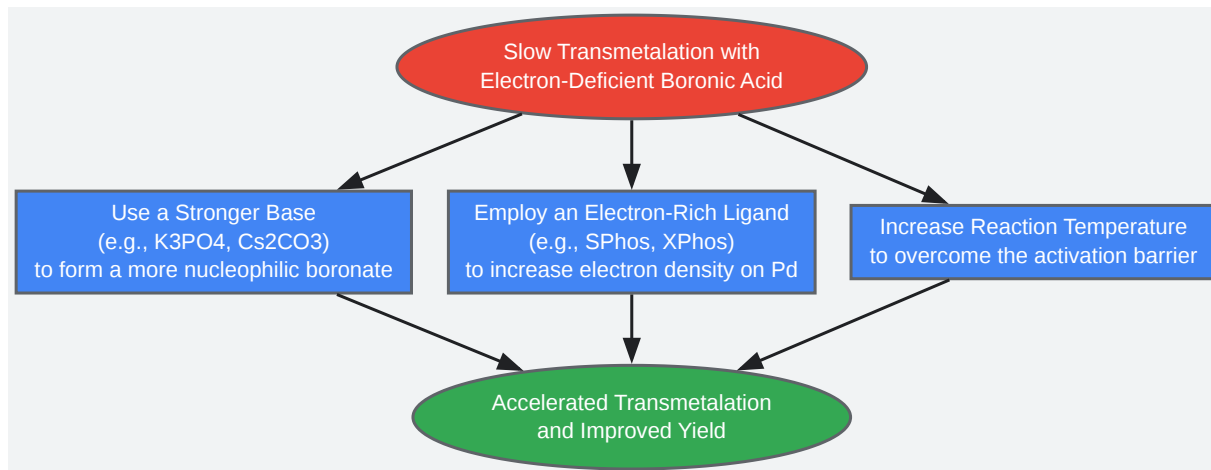 Slow Transmetalation with
Electron-Deficient Boronic Acid
Use a Stronger Base
(e.g., K3PO4, Cs2CO3)
to form a more nucleophilic boronate
Employ an Electron-Rich Ligand
(e.g., SPhos, XPhos)
to increase electron density on Pd
Increase Reaction Temperature
to overcome the activation barrier
Accelerated Transmetalation
and Improved Yield